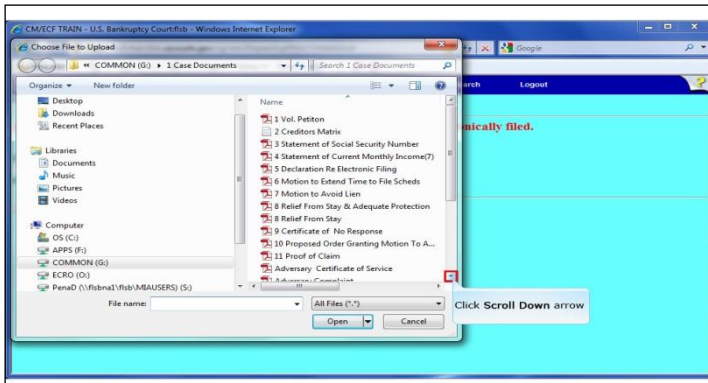 CM/ECF TRAIN - U.S. Bankruptcy Court:flsb - Windows Internet Explorer
Choose File to Upload
Google
« COMMON (G:) ▸ 1 Case Documents
Search 1 Case Documents
Organize
New folder
Logout
Desktop
Downloads
Recent Places
Libraries
Documents
Music
Pictures
Videos
Computer
OS (C:)
APPS (F:)
COMMON (G:)
ECRO (O:)
PenaD (\\flsbna1\flsb\MIAUSERS) (S:)
Name
1 Vol. Petiton
2 Creditors Matrix
3 Statement of Social Security Number
4 Statement of Current Monthly Income(7)
5 Declaration Re Electronic Filing
6 Motion to Extend Time to File Scheds
7 Motion to Avoid Lien
8 Relief From Stay & Adequate Protection
8 Relief From Stay
9 Certificate of No Response
10 Proposed Order Granting Motion To A...
11 Proof of Claim
Adversary Certificate of Service
Adversary Complaint
nically filed.
File name:
All Files (*.*)
Open
Cancel
Click Scroll Down arrow